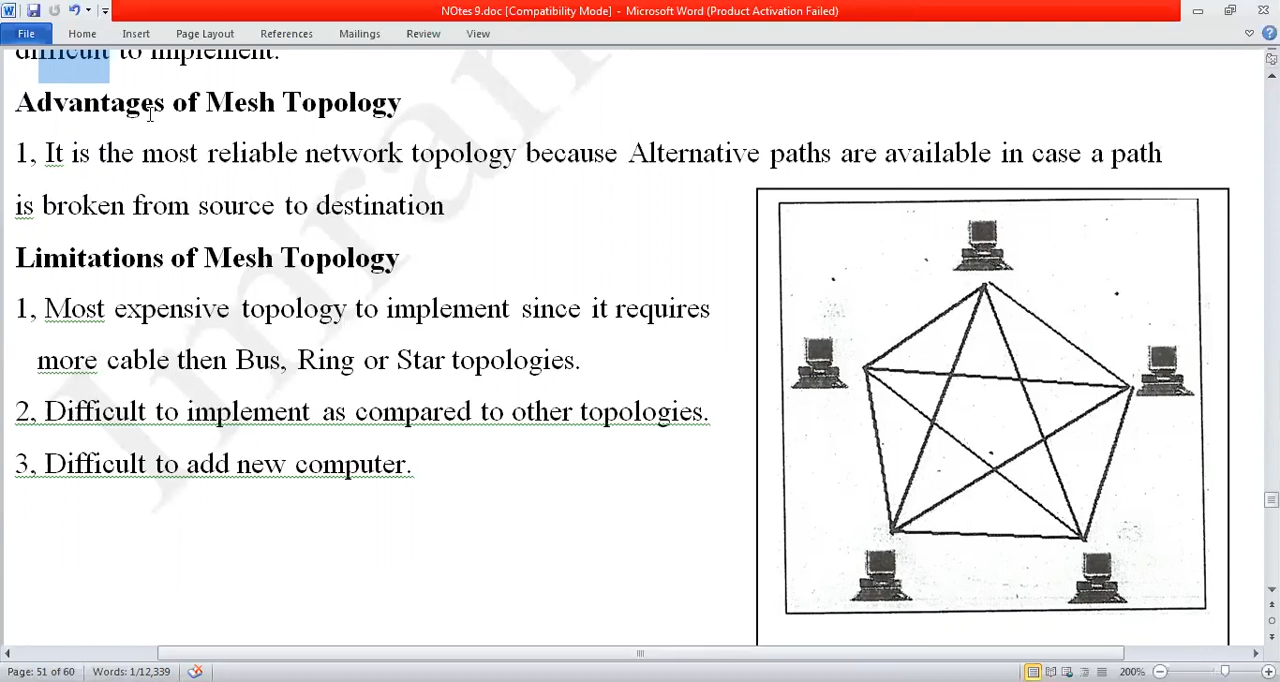 NOtes 9.doc [Compatibility Mode] - Microsoft Word (Product Activation Failed)
File Home Insert Page Layout References Mailings Review View
difficult to implement.
Advantages of Mesh Topology
1, It is the most reliable network topology because Alternative paths are available in case a path
is broken from source to destination
Limitations of Mesh Topology
1, Most expensive topology to implement since it requires
more cable then Bus, Ring or Star topologies.
2, Difficult to implement as compared to other topologies.
3, Difficult to add new computer.
Imran
Page: 51 of 60 Words: 1/12,339 200%